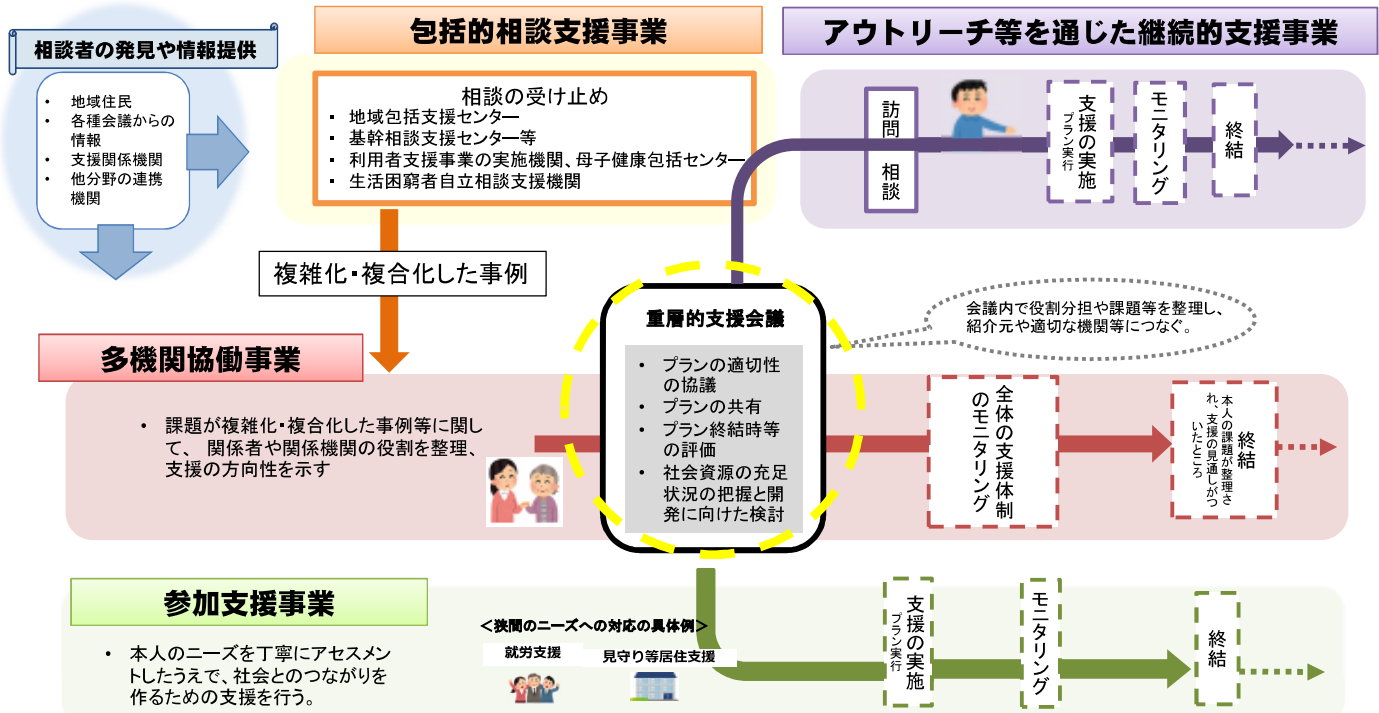 相談者の発見や情報提供
• 地域住民
• 各種会議からの
情報
• 支援関係機関
• 他分野の連携
機関
包括的相談支援事業
相談の受け止め
▪ 地域包括支援センター
▪ 基幹相談支援センター等
▪ 利用者支援事業の実施機関、母子健康包括センター
▪ 生活困窮者自立相談支援機関
複雑化・複合化した事例
アウトリーチ等を通じた継続的支援事業
訪問 相談
支援の実施
プラン実行
モニタリング
終結
重層的支援会議
• プランの適切性
の協議
• プランの共有
• プラン終結時等
の評価
• 社会資源の充足
状況の把握と開
発に向けた検討
会議内で役割分担や課題等を整理し、
紹介元や適切な機関等につなぐ。
多機関協働事業
• 課題が複雑化・複合化した事例等に関し
て、 関係者や関係機関の役割を整理、
支援の方向性を示す
全体の支援体制
のモニタリング
終結
本人の課題が整理さ
れ、支援の見通しがつ
いたところ
参加支援事業
• 本人のニーズを丁寧にアセスメン
トしたうえで、社会とのつながりを
作るための支援を行う。
＜狭間のニーズへの対応の具体例＞
就労支援
見守り等居住支援
支援の実施
プラン実行
モニタリング
終結